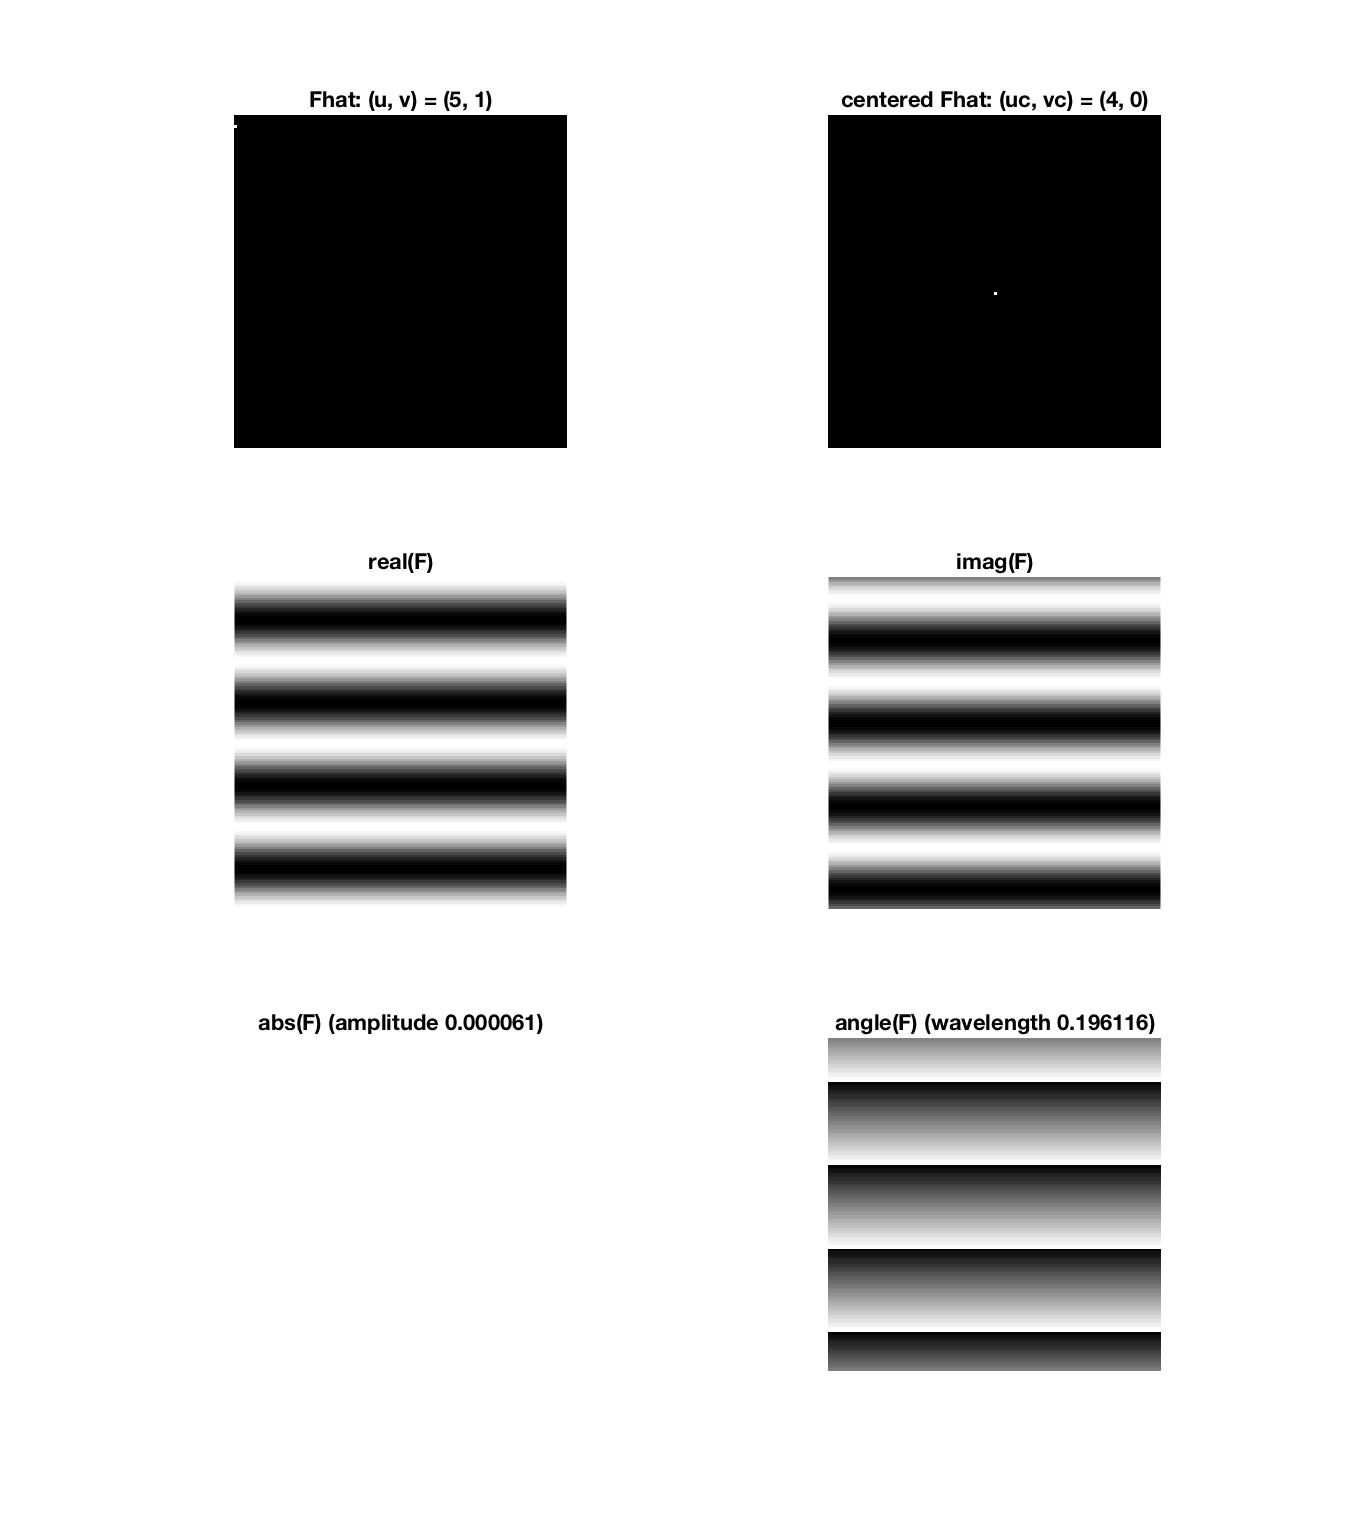 Fhat: (u, v) = (5, 1)
centered Fhat: (uc, vc) = (4, 0)
real(F)
imag(F)
abs(F) (amplitude 0.000061)
angle(F) (wavelength 0.196116)